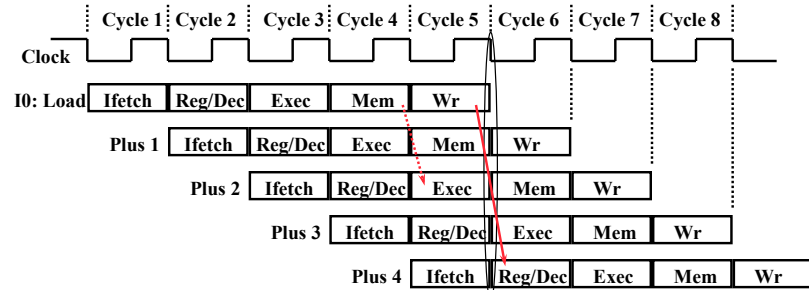 Cycle 1 Cycle 2 Cycle 3 Cycle 4 Cycle 5 Cycle 6 Cycle 7 Cycle 8
Clock
I0: Load Ifetch Reg/Dec Exec Mem Wr
Plus 1 Ifetch Reg/Dec Exec Mem Wr
Plus 2 Ifetch Reg/Dec Exec Mem Wr
Plus 3 Ifetch Reg/Dec Exec Mem Wr
Plus 4 Ifetch Reg/Dec Exec Mem Wr